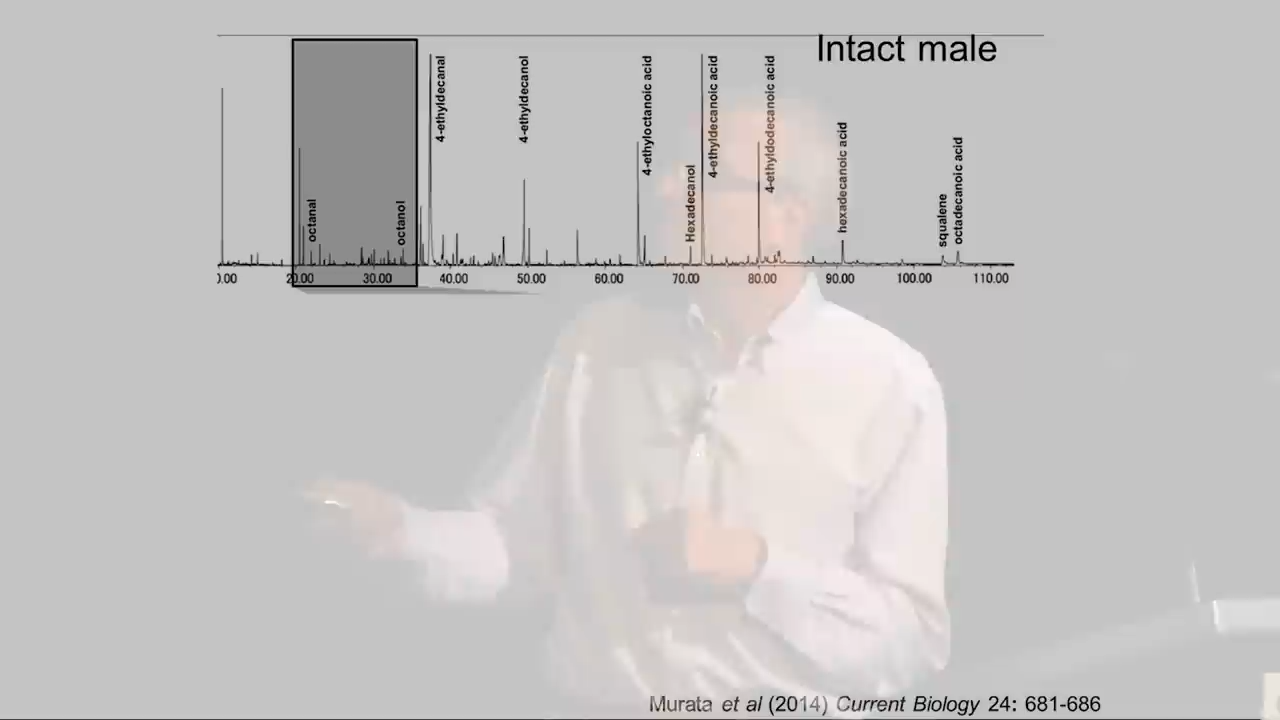 Intact male
4-ethyldecanal
4-ethyldecanol
4-ethyloctanoic acid
4-ethyldecanoic acid
4-ethyldodecanoic acid
hexadecanoic acid
octadecanoic acid
squalene
Hexadecanol
octanal
octanol
0.00 20.00 30.00 40.00 50.00 60.00 70.00 80.00 90.00 100.00 110.00
Murata et al (2014) Current Biology 24: 681-686